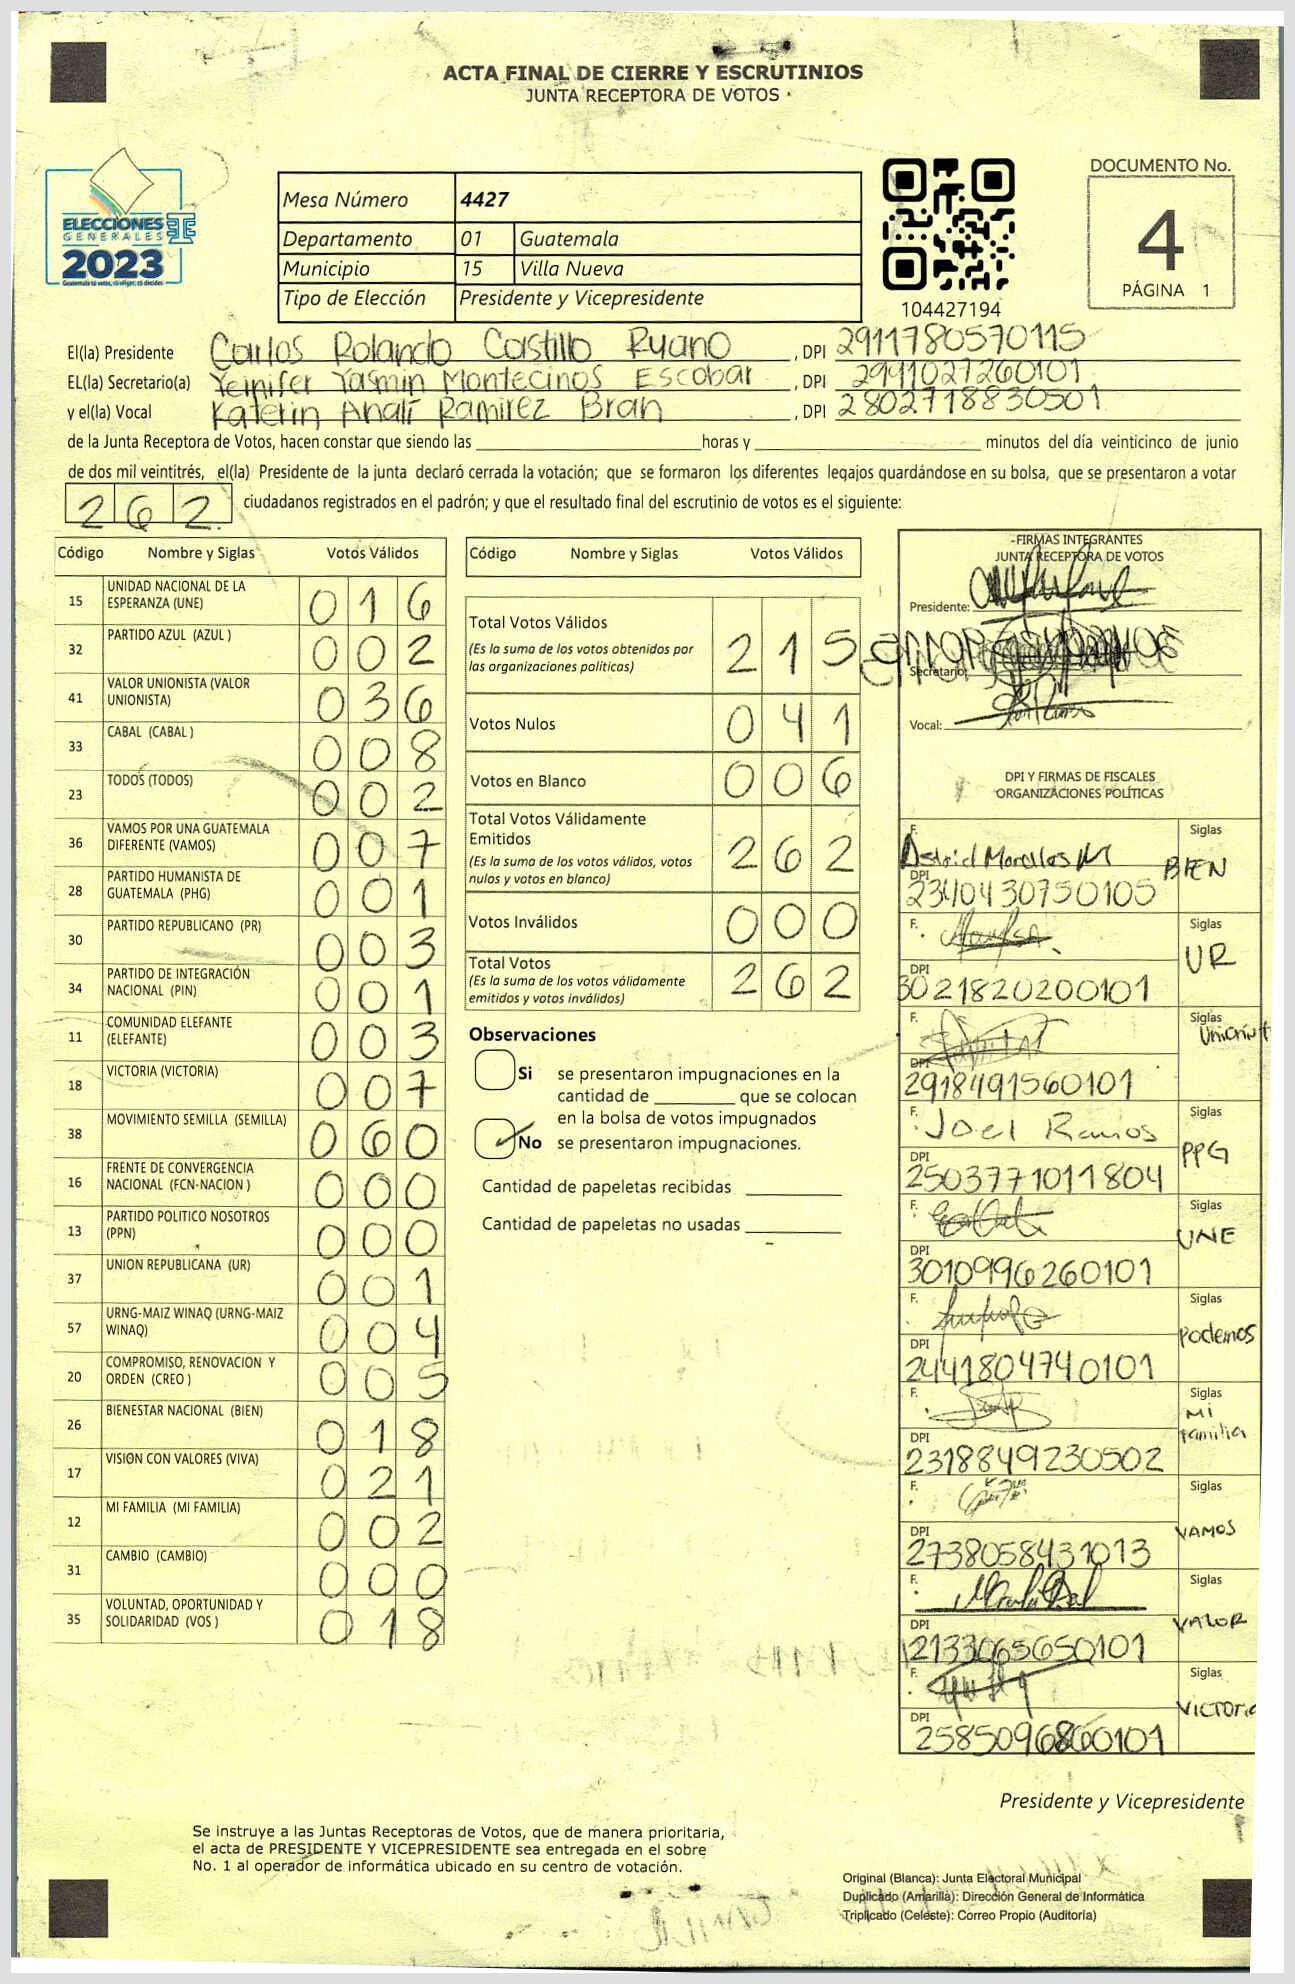 ACTA FINAL DE CIERRE Y ESCRUTINIOS
JUNTA RECEPTORA DE VOTOS
ELECCIONES
GENERALES
2023
Mesa Número 4427
Departamento 01 Guatemala
Municipio 15 Villa Nueva
Tipo de Elección Presidente y Vicepresidente
104427194
DOCUMENTO No.
4
PÁGINA 1
El(la) Presidente Carlos Rolando Castillo Ruano, DPI 2911780570115
EL(la) Secretario(a) Yeinifer Yasmin Montecinos Escobar, DPI 2941027260101
y el(la) Vocal Katerin Analí Ramirez Bran, DPI 2802718830501
de la Junta Receptora de Votos, hacen constar que siendo las horas y minutos del día veinticinco de junio
de dos mil veintitrés, el(la) Presidente de la junta declaró cerrada la votación; que se formaron los diferentes legajos guardándose en su bolsa, que se presentaron a votar
262 ciudadanos registrados en el padrón; y que el resultado final del escrutinio de votos es el siguiente:
Código Nombre y Siglas Votos Válidos
15 UNIDAD NACIONAL DE LA ESPERANZA (UNE) 016
32 PARTIDO AZUL (AZUL ) 002
41 VALOR UNIONISTA (VALOR UNIONISTA) 036
33 CABAL (CABAL ) 008
23 TODOS (TODOS) 002
36 VAMOS POR UNA GUATEMALA DIFERENTE (VAMOS) 007
28 PARTIDO HUMANISTA DE GUATEMALA (PHG) 001
30 PARTIDO REPUBLICANO (PR) 003
34 PARTIDO DE INTEGRACIÓN NACIONAL (PIN) 001
11 COMUNIDAD ELEFANTE (ELEFANTE) 003
18 VICTORIA (VICTORIA) 007
38 MOVIMIENTO SEMILLA (SEMILLA) 060
16 FRENTE DE CONVERGENCIA NACIONAL (FCN-NACION ) 000
13 PARTIDO POLITICO NOSOTROS (PPN) 000
37 UNION REPUBLICANA (UR) 001
57 URNG-MAIZ WINAQ (URNG-MAIZ WINAQ) 004
20 COMPROMISO, RENOVACION Y ORDEN (CREO ) 005
26 BIENESTAR NACIONAL (BIEN) 018
17 VISION CON VALORES (VIVA) 021
12 MI FAMILIA (MI FAMILIA) 002
31 CAMBIO (CAMBIO) 000
35 VOLUNTAD, OPORTUNIDAD Y SOLIDARIDAD (VOS ) 018
Código Nombre y Siglas Votos Válidos
Total Votos Válidos 215
(Es la suma de los votos obtenidos por
las organizaciones políticas)
Votos Nulos 041
Votos en Blanco 006
Total Votos Válidamente
Emitidos 262
(Es la suma de los votos válidos, votos
nulos y votos en blanco)
Votos Inválidos 000
Total Votos 262
(Es la suma de los votos válidamente
emitidos y votos inválidos)
Observaciones
Si se presentaron impugnaciones en la
cantidad de que se colocan
en la bolsa de votos impugnados
No se presentaron impugnaciones.
Cantidad de papeletas recibidas
Cantidad de papeletas no usadas
FIRMAS INTEGRANTES
JUNTA RECEPTORA DE VOTOS
Presidente:
Secretario:
Vocal:
DPI Y FIRMAS DE FISCALES
ORGANIZACIONES POLÍTICAS
F. Astrid Morales M Siglas BIEN
DPI 2340430750105
F. Siglas UR
DPI 3021820200101
F. Siglas
DPI 2918491560101
F. Joel Ramos Siglas PPG
DPI 2503771011804
F. Siglas UNE
DPI 3010996260101
F. Siglas Podemos
DPI 2441804740101
F. Siglas Mi Familia
DPI 2318849230502
F. Siglas VAMOS
DPI 2738058431013
F. Siglas VALOR
DPI 2133065650101
F. Siglas VICTORIA
DPI 2585096860101
Presidente y Vicepresidente
Se instruye a las Juntas Receptoras de Votos, que de manera prioritaria,
el acta de PRESIDENTE Y VICEPRESIDENTE sea entregada en el sobre
No. 1 al operador de informática ubicado en su centro de votación.
Original (Blanca): Junta Electoral Municipal
Duplicado (Amarilla): Dirección General de Informática
Triplicado (Celeste): Correo Propio (Auditoría)